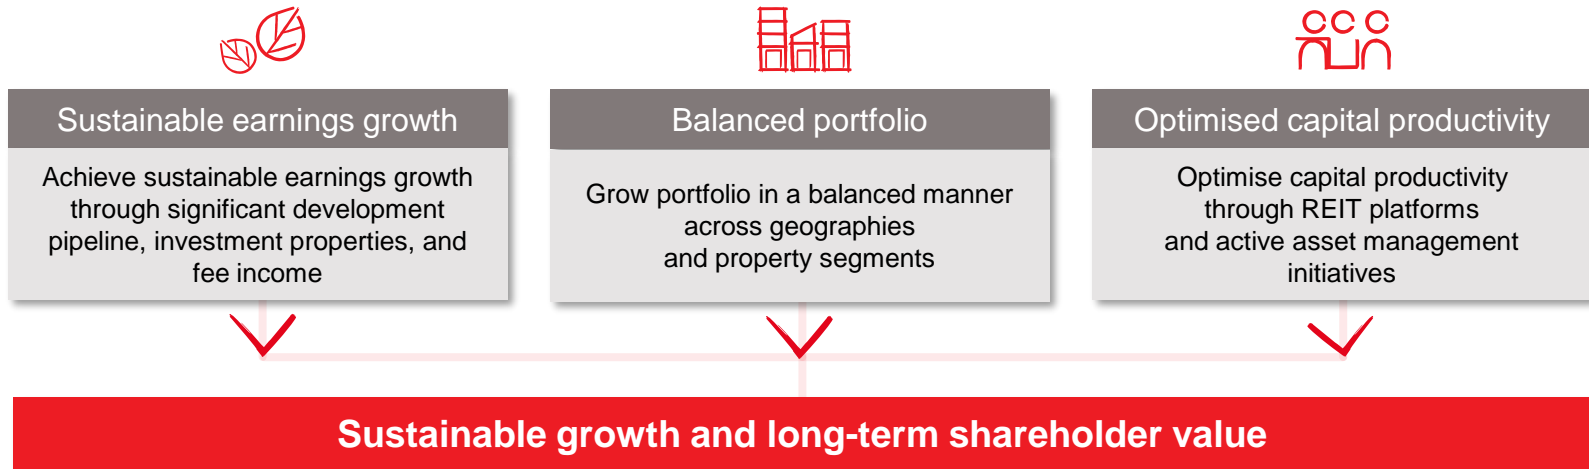 Sustainable earnings growth
Achieve sustainable earnings growth
through significant development
pipeline, investment properties, and
fee income
Balanced portfolio
Grow portfolio in a balanced manner
across geographies
and property segments
Optimised capital productivity
Optimise capital productivity
through REIT platforms
and active asset management
initiatives
Sustainable growth and long-term shareholder value